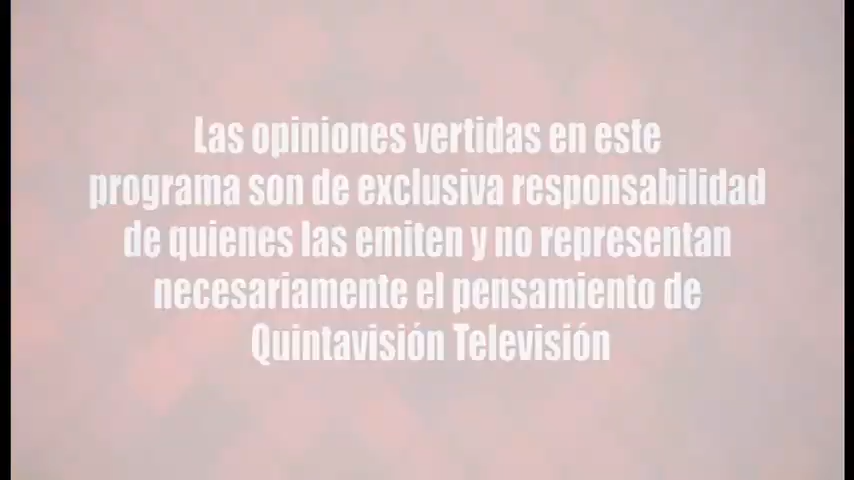 Las opiniones vertidas en este
programa son de exclusiva responsabilidad
de quienes las emiten y no representan
necesariamente el pensamiento de
Quintavisión Televisión